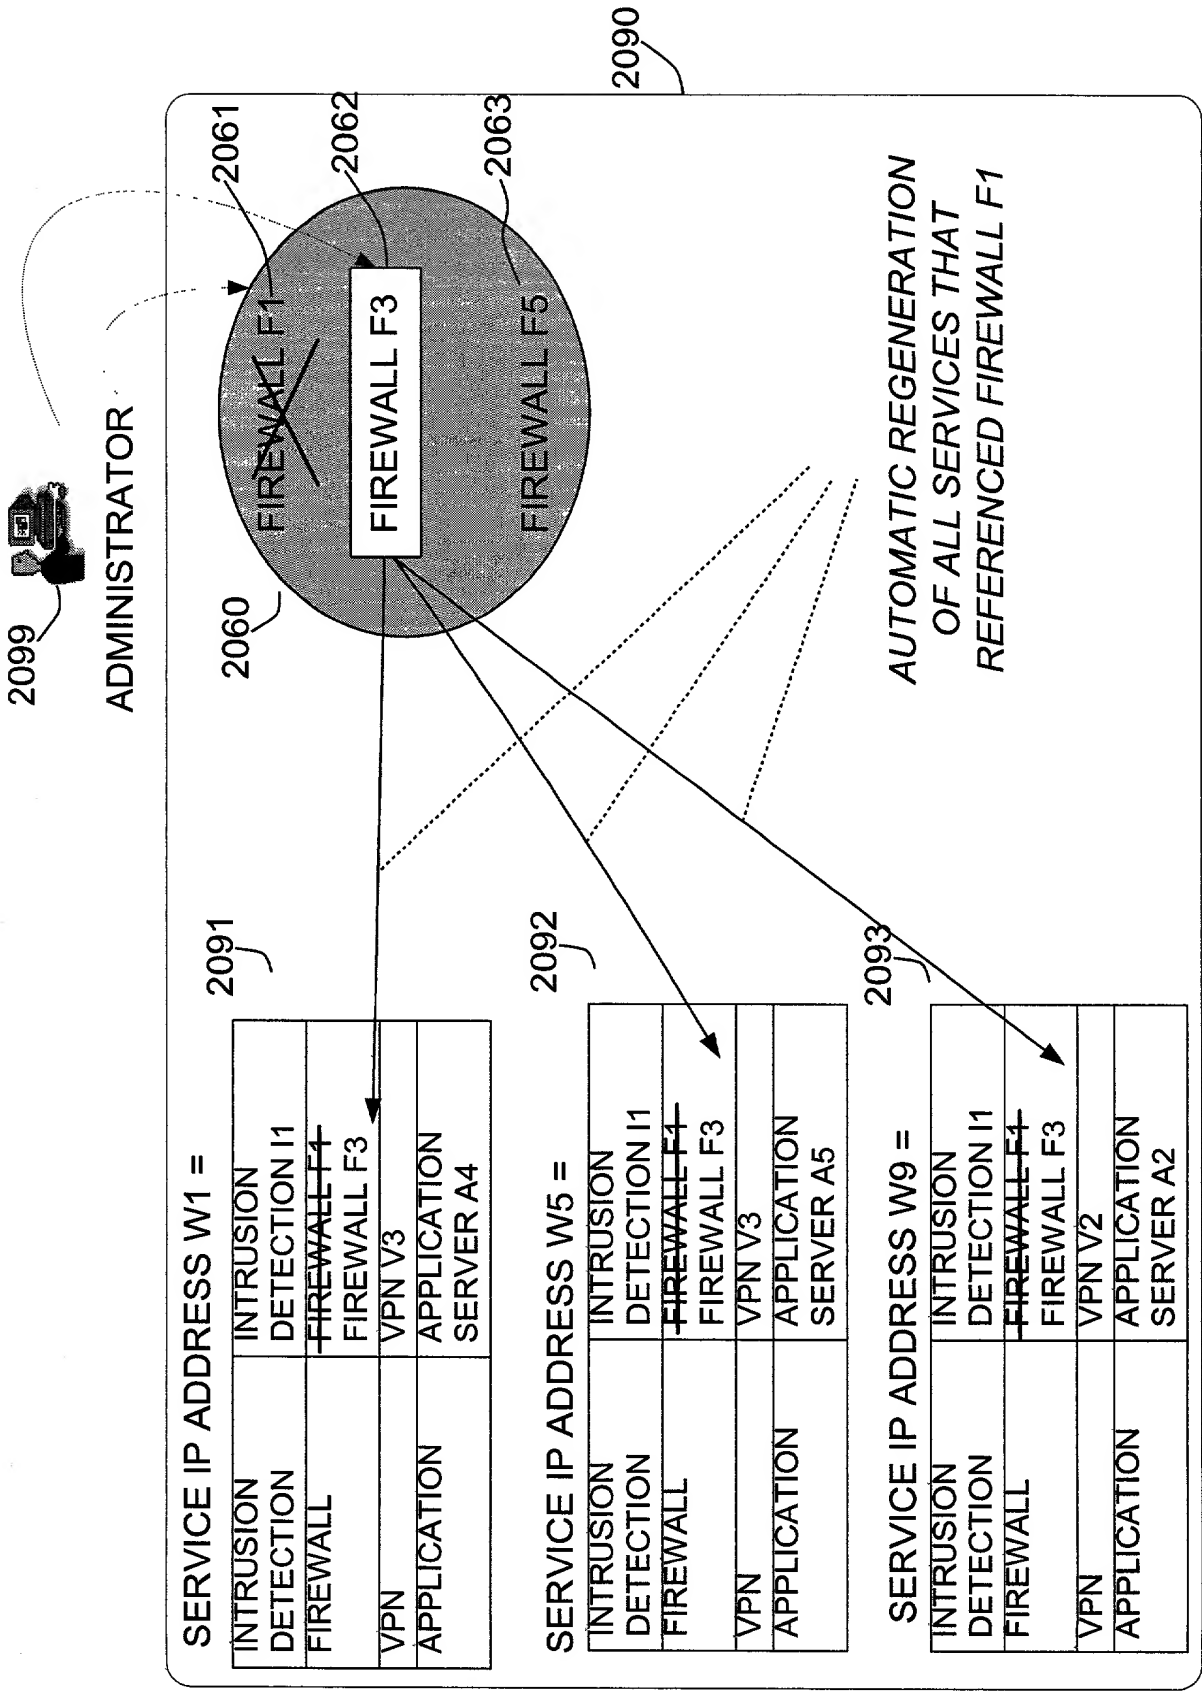 2099
ADMINISTRATOR
2090
SERVICE IP ADDRESS W1 =
2091
INTRUSION
DETECTION
INTRUSION
DETECTION I1
FIREWALL
FIREWALL F1
FIREWALL F3
VPN
VPN V3
APPLICATION
APPLICATION
SERVER A4
2060
FIREWALL F1
2061
FIREWALL F3
2062
FIREWALL F5
2063
SERVICE IP ADDRESS W5 =
2092
INTRUSION
DETECTION
INTRUSION
DETECTION I1
FIREWALL
FIREWALL F1
FIREWALL F3
VPN
VPN V3
APPLICATION
APPLICATION
SERVER A5
SERVICE IP ADDRESS W9 =
2093
INTRUSION
DETECTION
INTRUSION
DETECTION I1
FIREWALL
FIREWALL F1
FIREWALL F3
VPN
VPN V2
APPLICATION
APPLICATION
SERVER A2
AUTOMATIC REGENERATION
OF ALL SERVICES THAT
REFERENCED FIREWALL F1